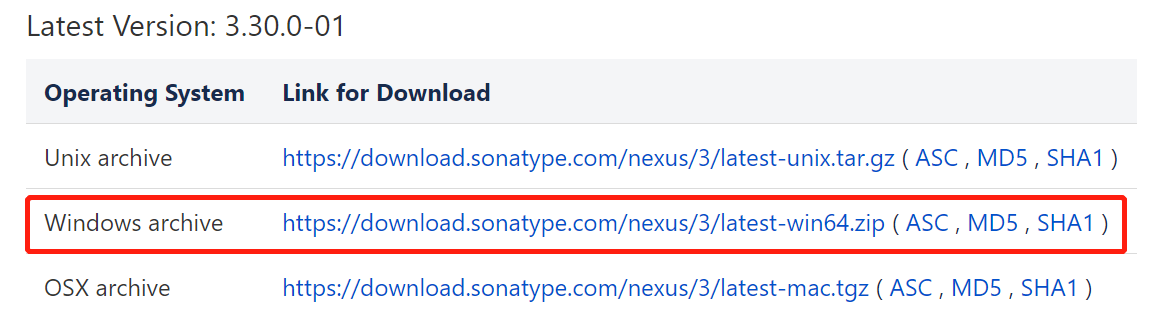 Latest Version: 3.30.0-01
Operating System Link for Download
Unix archive https://download.sonatype.com/nexus/3/latest-unix.tar.gz ( ASC , MD5 , SHA1 )
Windows archive https://download.sonatype.com/nexus/3/latest-win64.zip ( ASC , MD5 , SHA1 )
OSX archive https://download.sonatype.com/nexus/3/latest-mac.tgz ( ASC , MD5 , SHA1 )